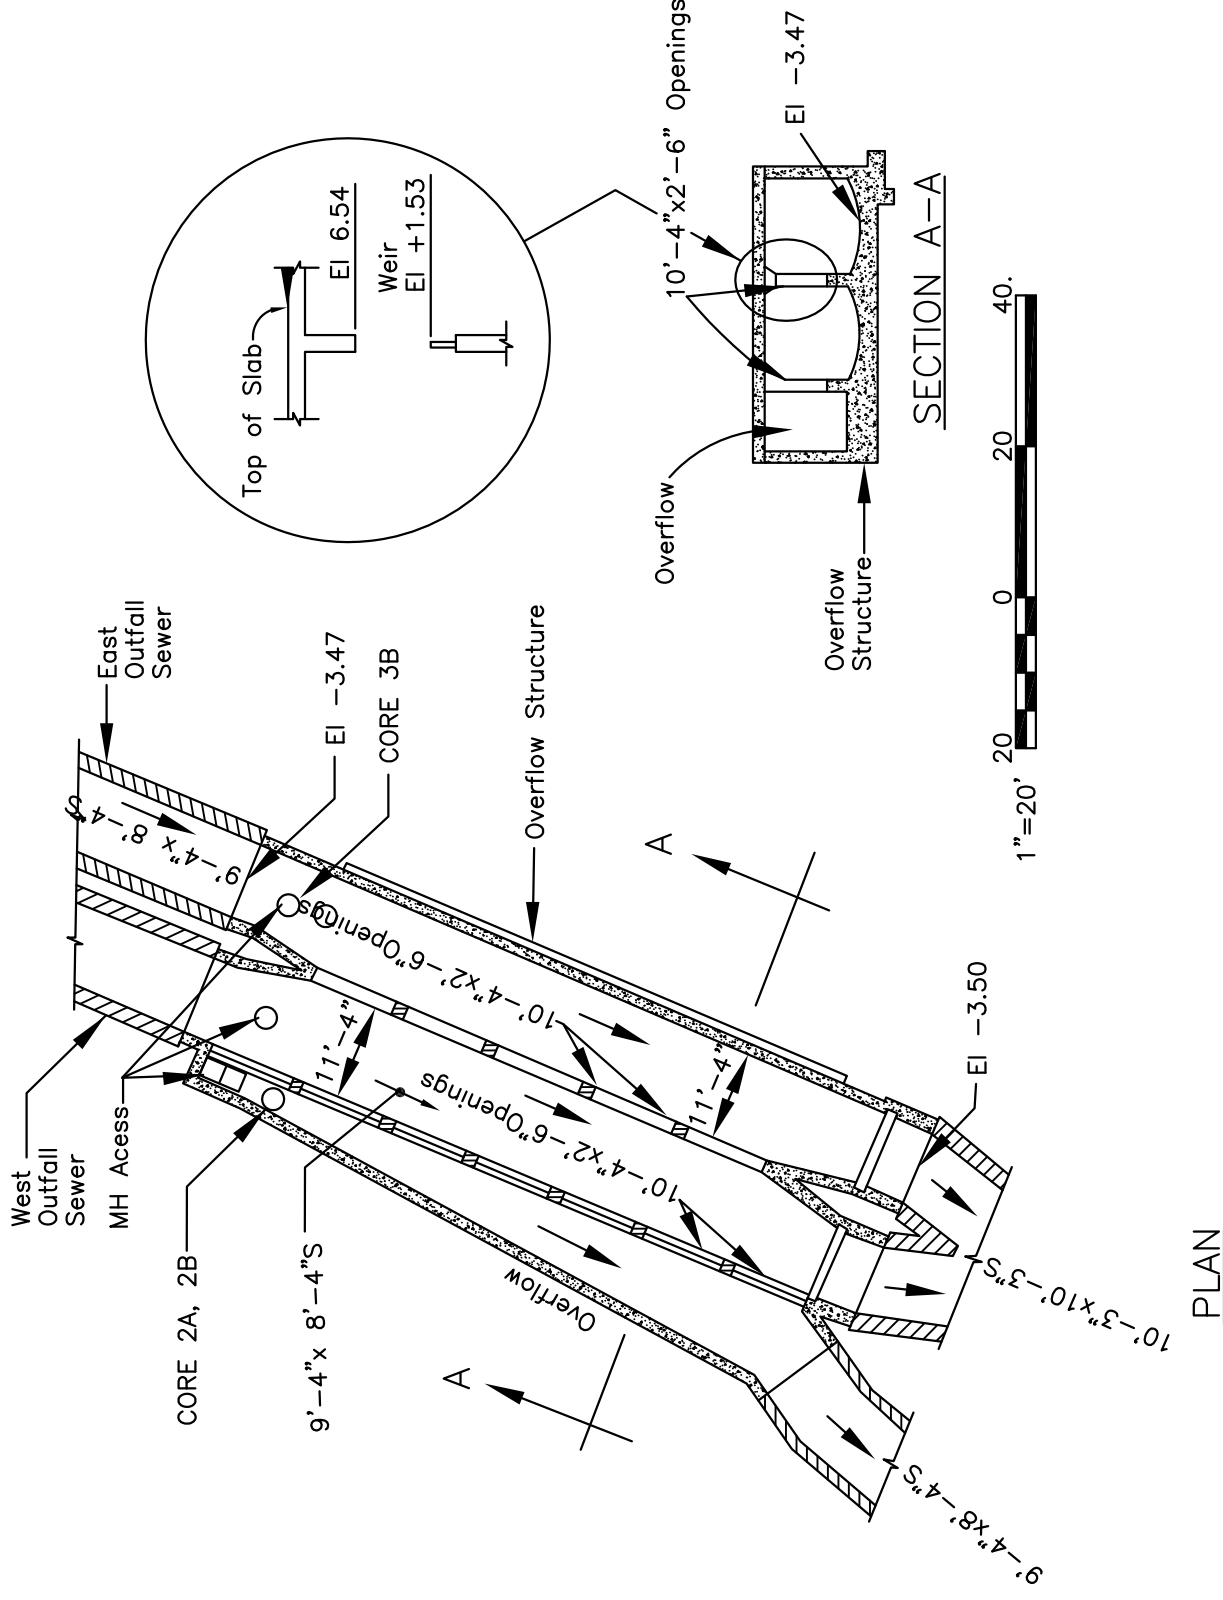 Top of Slab
El 6.54
Weir
El +1.53
10'-4"x2'-6" Openings
El -3.47
Overflow
Overflow
Structure
SECTION A-A
20
0
20
40.
1"=20'
West
Outfall
Sewer
East
Outfall
Sewer
MH Acess
9'-4"x 8'-4"S
El -3.47
CORE 3B
Overflow Structure
CORE 2A, 2B
9'-4"x 8'-4"S
11'-4"
10'-4"x2'-6"Openings
10'-4"x2'-6"Openings
11'-4"
Overflow
A
A
El -3.50
10'-3"x10'-3"S
9'-4"x8'-4"S
PLAN